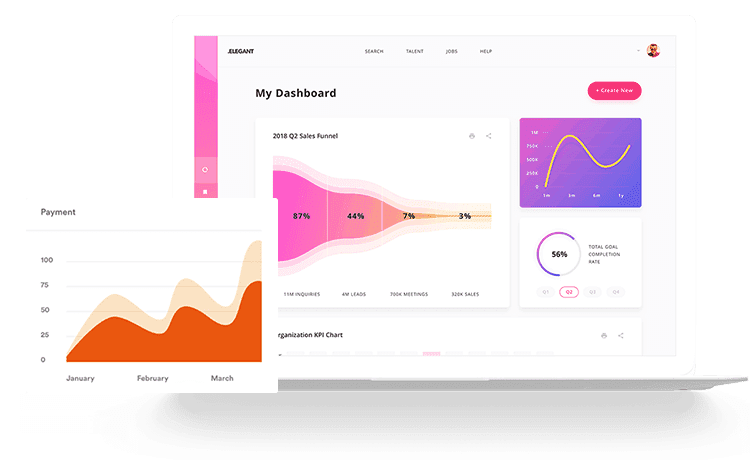 .ELEGANT
SEARCH TALENT JOBS HELP
My Dashboard
+ Create New
2018 Q2 Sales Funnel
87% 44% 7% 3%
11M INQUIRIES 4M LEADS 700K MEETINGS 320K SALES
1M
750K
500K
250K
0
1m 3m 6m 1y
56%
TOTAL GOAL
COMPLETION
RATE
Q1 Q2 Q3 Q4
rganization KPI Chart
Payment
100
75
50
25
0
January February March